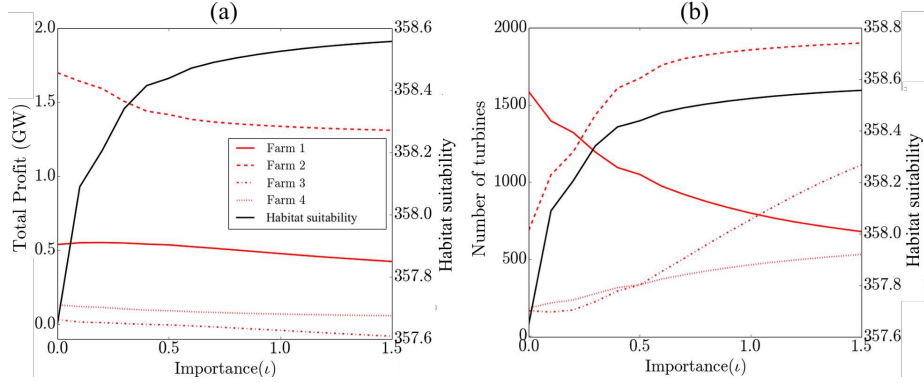 (a)
2.0
1.5
1.0
0.5
0.0
Total Profit (GW)
358.6
358.4
358.2
358.0
357.8
357.6
Habitat suitability
Farm 1
Farm 2
Farm 3
Farm 4
Habitat suitability
0.0
0.5
1.0
1.5
Importance(ι)
(b)
2000
1500
1000
500
0
Number of turbines
358.8
358.6
358.4
358.2
358.0
357.8
357.6
Habitat suitability
0.0
0.5
1.0
1.5
Importance(ι)